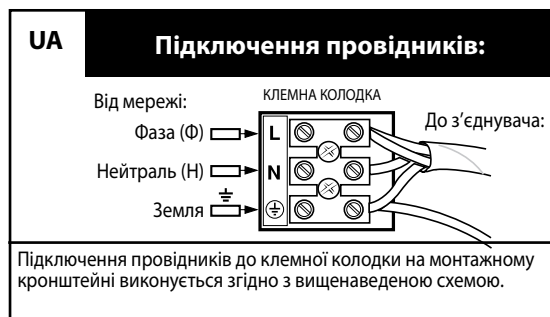 UA
Підключення провідників:
Від мережі:
КЛЕМНА КОЛОДКА
До з’єднувача:
Фаза (Ф)
L
Нейтраль (Н)
N
Земля
Підключення провідників до клемної колодки на монтажному
кронштейні виконується згідно з вищенаведеною схемою.